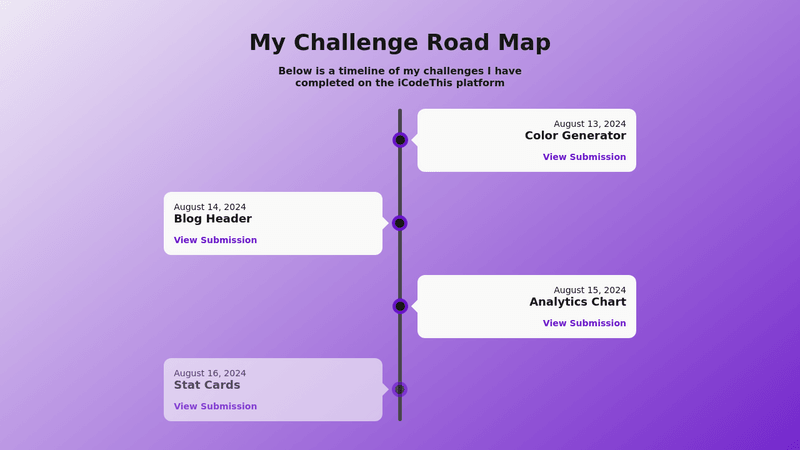 My Challenge Road Map
Below is a timeline of my challenges I have
completed on the iCodeThis platform
August 13, 2024
Color Generator
View Submission
August 14, 2024
Blog Header
View Submission
August 15, 2024
Analytics Chart
View Submission
August 16, 2024
Stat Cards
View Submission